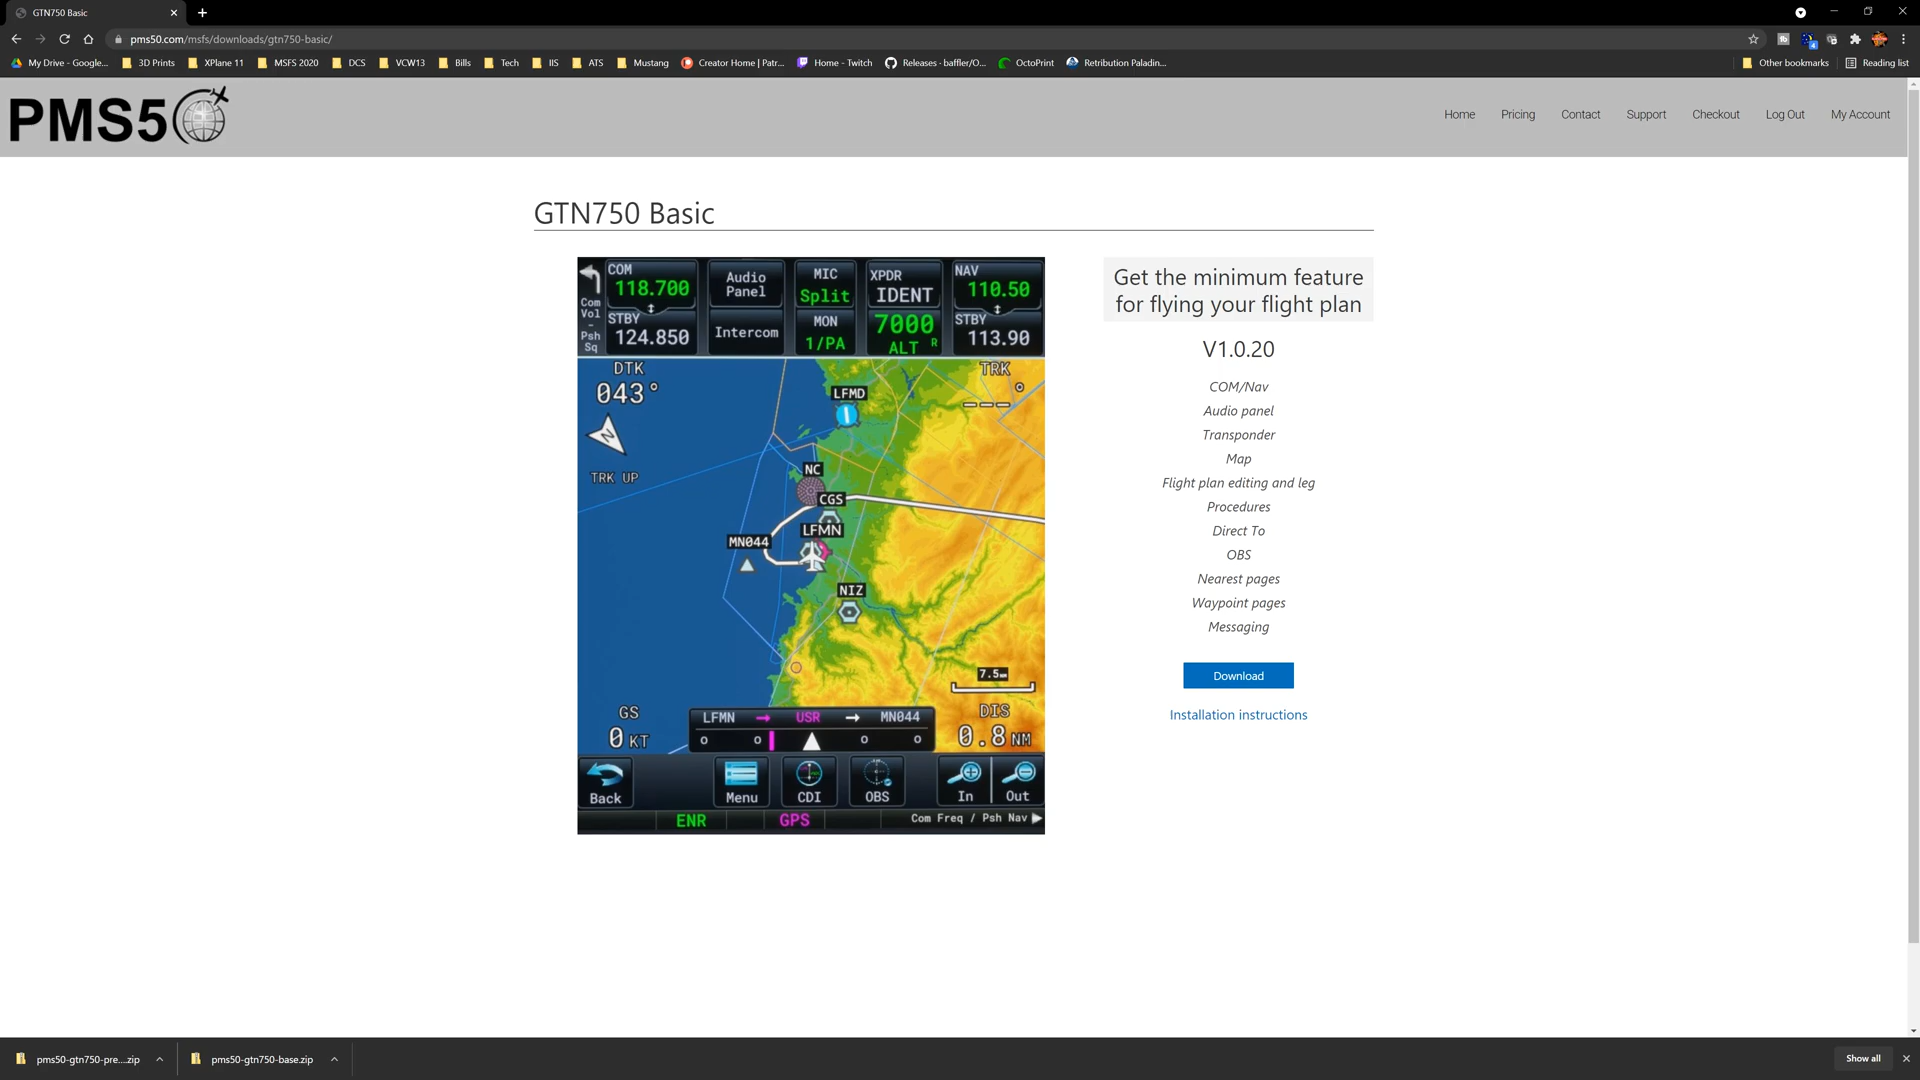 GTN750 Basic
pms50.com/msfs/downloads/gtn750-basic/
My Drive - Google... 3D Prints XPlane 11 MSFS 2020 DCS VCW13 Bills Tech IIS ATS Mustang Creator Home | Patr... Home - Twitch Releases · baffler/O... OctoPrint Retribution Paladin... Other bookmarks Reading list
PMS50
Home Pricing Contact Support Checkout Log Out My Account
GTN750 Basic
COM
118.700
STBY
124.850
Com
Vol
-
Psh
Sq
Audio
Panel
Intercom
MIC
Split
MON
1/PA
XPDR
IDENT
7000
ALT R
NAV
110.50
STBY
113.90
DTK
043°
TRK
°
---
N
TRK UP
LFMD
NC
CGS
LFMN
MN044
NIZ
7.5NM
GS
0 KT
LFMN USR MN044
DIS
0.8 NM
Back Menu CDI OBS In Out
ENR GPS Com Freq / Psh Nav
Get the minimum feature
for flying your flight plan
V1.0.20
COM/Nav
Audio panel
Transponder
Map
Flight plan editing and leg
Procedures
Direct To
OBS
Nearest pages
Waypoint pages
Messaging
Download
Installation instructions
pms50-gtn750-pre....zip pms50-gtn750-base.zip Show all